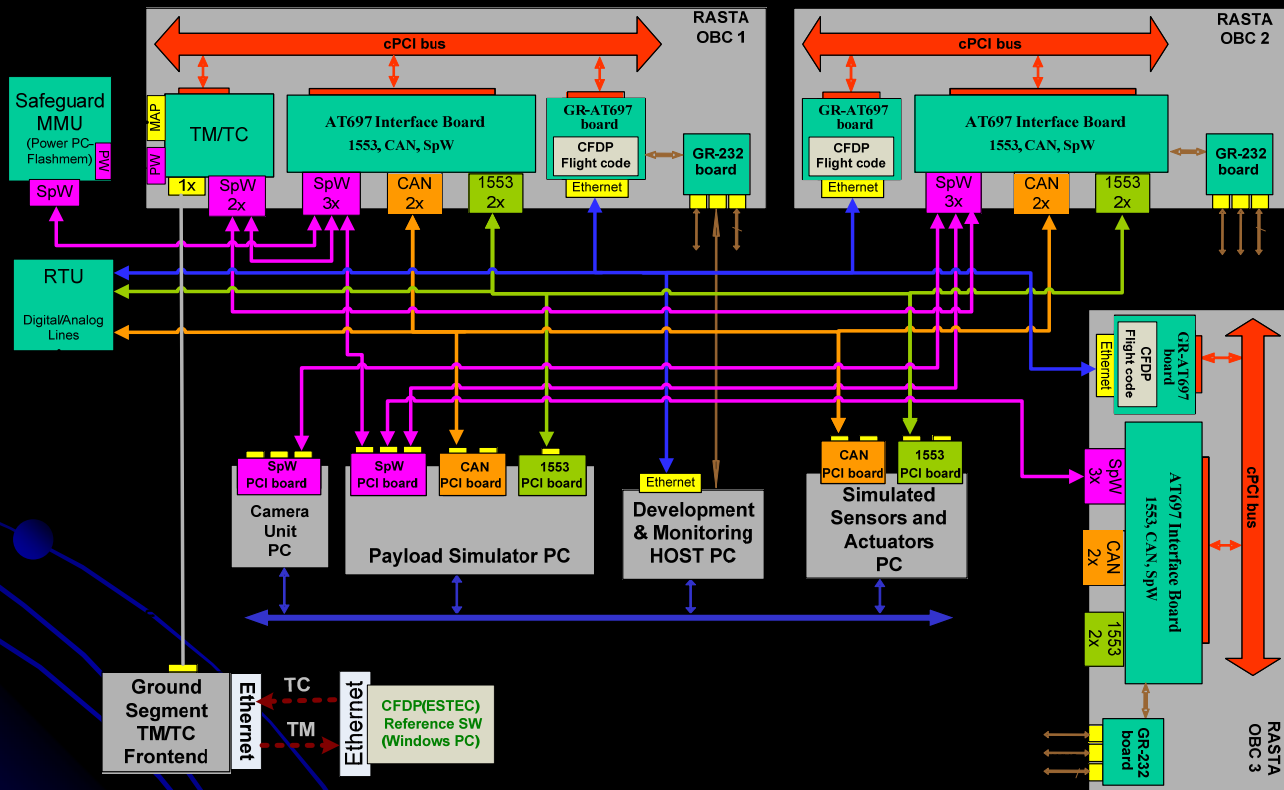 RASTA
OBC 1
cPCI bus
Safeguard
MMU
(Power PC-
Flashmem)
PW
SpW
MAP
PW
TM/TC
1x
SpW
2x
AT697 Interface Board
1553, CAN, SpW
SpW
3x
CAN
2x
1553
2x
GR-AT697
board
CFDP
Flight code
Ethernet
GR-232
board
RASTA
OBC 2
cPCI bus
GR-AT697
board
CFDP
Flight code
Ethernet
AT697 Interface Board
1553, CAN, SpW
SpW
3x
CAN
2x
1553
2x
GR-232
board
RTU
Digital/Analog
Lines
Ethernet
CFDP
Flight code
GR-AT697
board
cPCI bus
SpW
3x
CAN
2x
1553
2x
AT697 Interface Board
1553, CAN, SpW
GR-232
board
RASTA
OBC 3
SpW
PCI board
Camera
Unit
PC
SpW
PCI board
CAN
PCI board
1553
PCI board
Payload Simulator PC
Ethernet
Development
& Monitoring
HOST PC
CAN
PCI board
1553
PCI board
Simulated
Sensors and
Actuators
PC
Ground
Segment
TM/TC
Frontend
Ethernet
TC
TM
Ethernet
CFDP(ESTEC)
Reference SW
(Windows PC)